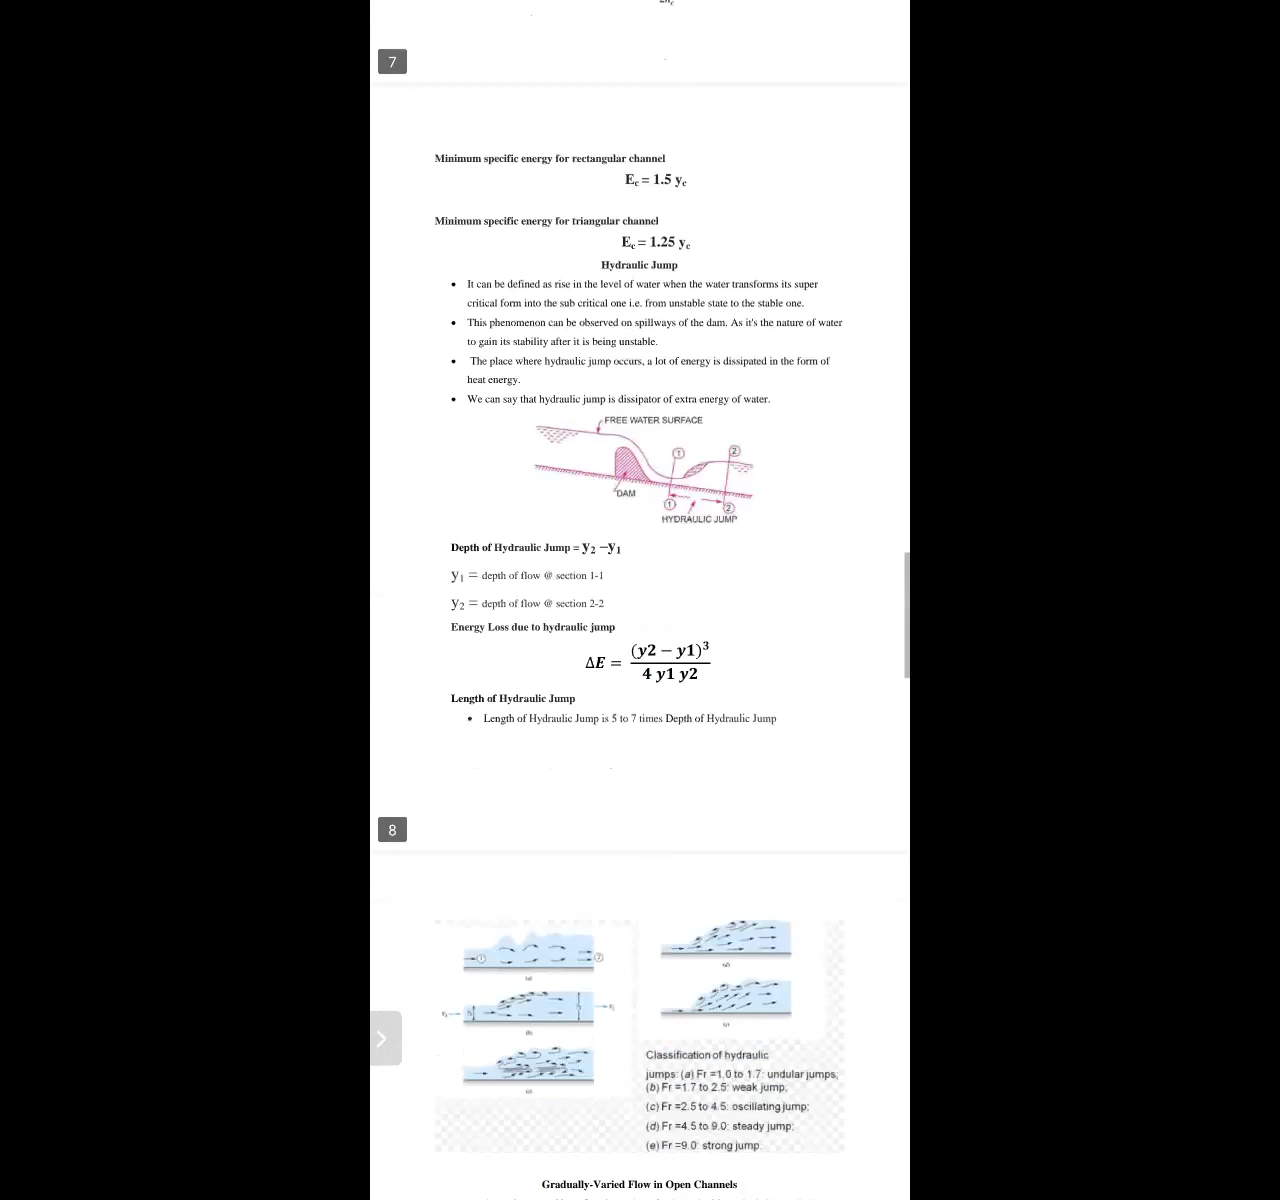 7
Minimum specific energy for rectangular channel
Ec = 1.5 yc
Minimum specific energy for triangular channel
Ec = 1.25 yc
Hydraulic Jump
• It can be defined as rise in the level of water when the water transforms its super
critical form into the sub critical one i.e. from unstable state to the stable one.
• This phenomenon can be observed on spillways of the dam. As it's the nature of water
to gain its stability after it is being unstable.
• The place where hydraulic jump occurs, a lot of energy is dissipated in the form of
heat energy.
• We can say that hydraulic jump is dissipator of extra energy of water.
FREE WATER SURFACE
1
2
DAM
1
2
HYDRAULIC JUMP
Depth of Hydraulic Jump = y2 −y1
y1 = depth of flow @ section 1-1
y2 = depth of flow @ section 2-2
Energy Loss due to hydraulic jump
ΔE = (y2 − y1)³ / 4 y1 y2
Length of Hydraulic Jump
• Length of Hydraulic Jump is 5 to 7 times Depth of Hydraulic Jump
8
Classification of hydraulic
jumps: (a) Fr =1.0 to 1.7: undular jumps;
(b) Fr =1.7 to 2.5: weak jump;
(c) Fr =2.5 to 4.5: oscillating jump;
(d) Fr =4.5 to 9.0: steady jump;
(e) Fr =9.0: strong jump.
Gradually-Varied Flow in Open Channels